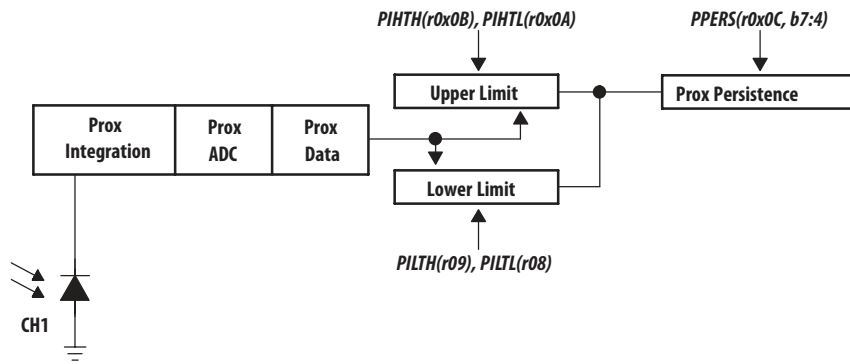 PIHTH(r0x0B), PIHTL(r0x0A)
PPERS(r0x0C, b7:4)
Upper Limit
Prox Persistence
Prox
Integration
Prox
ADC
Prox
Data
Lower Limit
PILTH(r09), PILTL(r08)
CH1